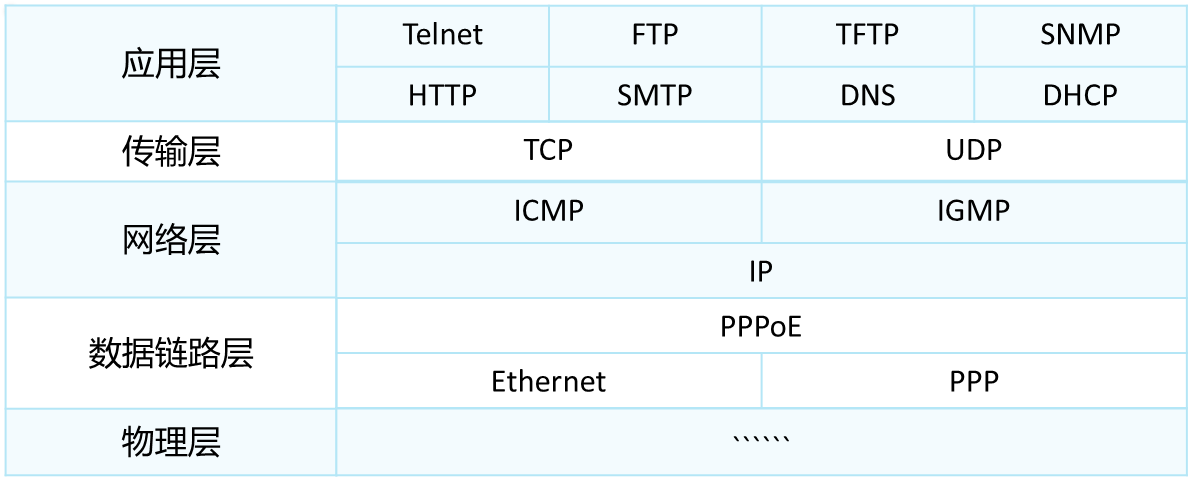 应用层
Telnet FTP TFTP SNMP
HTTP SMTP DNS DHCP
传输层 TCP UDP
网络层
ICMP IGMP
IP
数据链路层
PPPoE
Ethernet PPP
物理层 ``````